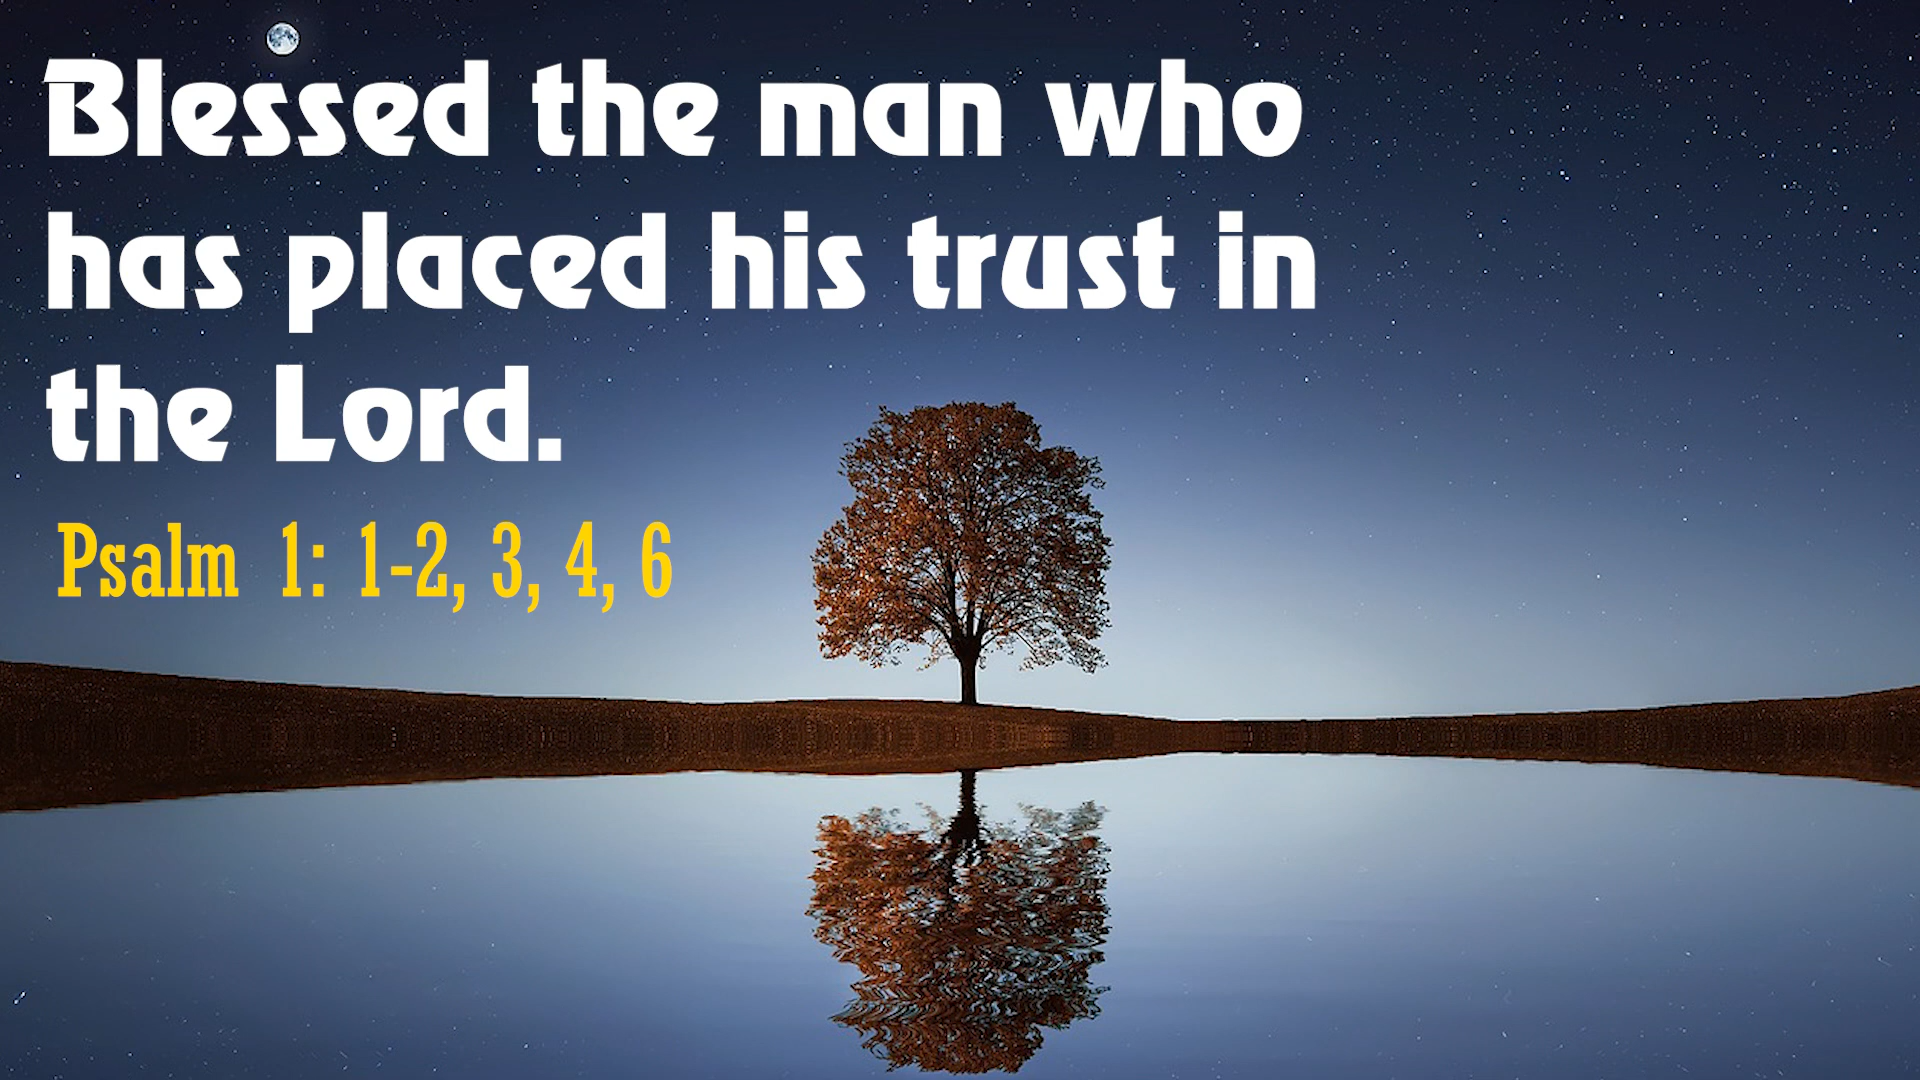 Blessed the man who
has placed his trust in
the Lord.
Psalm 1: 1-2, 3, 4, 6